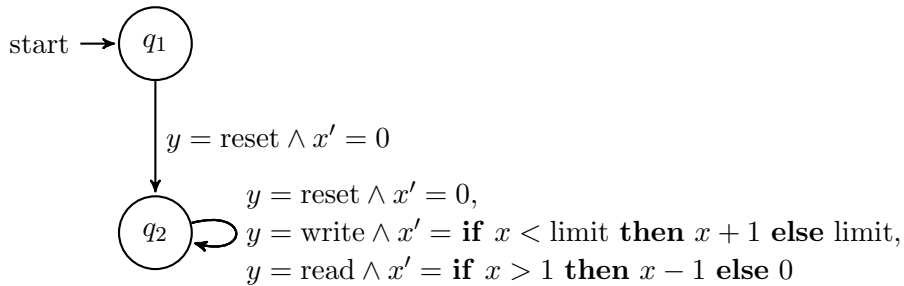 start
q₁
y = reset ∧ x′ = 0
y = reset ∧ x′ = 0,
q₂
y = write ∧ x′ = if x < limit then x + 1 else limit,
y = read ∧ x′ = if x > 1 then x − 1 else 0